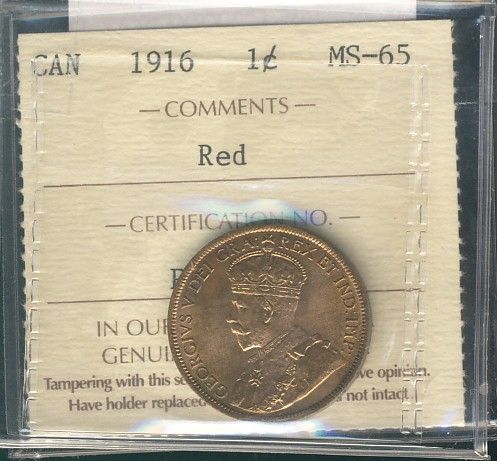 CAN 1916 1¢ MS-65
— COMMENTS —
Red
— CERTIFICATION NO. —
IN OUR
GENUI
Tampering with this se ve opinion.
Have holder replaced not intact
GEORGIVS V DEI GRA: REX ET IND: IMP: